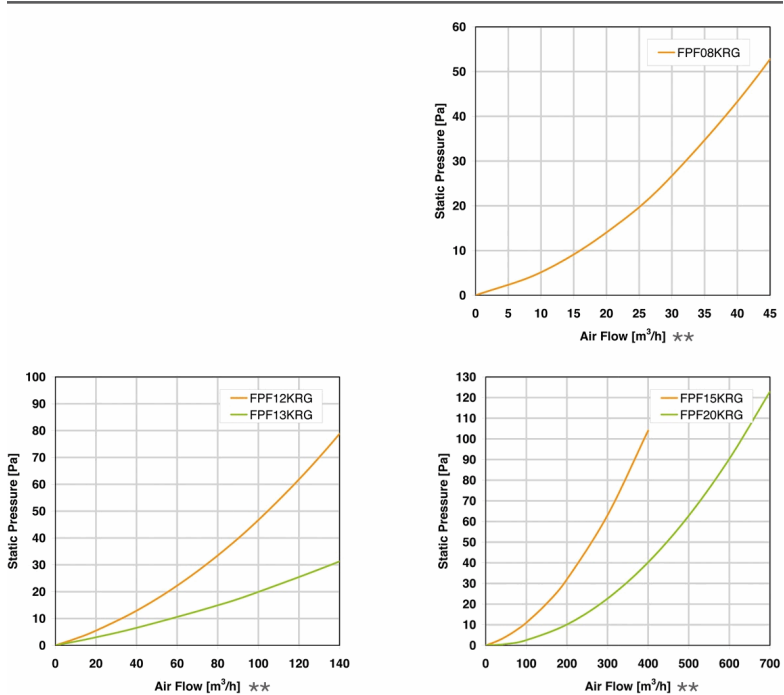 60
50
40
30
20
10
0
Static Pressure [Pa]
FPF08KRG
0 5 10 15 20 25 30 35 40 45
Air Flow [m³/h] **
100
90
80
70
60
50
40
30
20
10
0
Static Pressure [Pa]
FPF12KRG
FPF13KRG
0 20 40 60 80 100 120 140
Air Flow [m³/h] **
130
120
110
100
90
80
70
60
50
40
30
20
10
0
Static Pressure [Pa]
FPF15KRG
FPF20KRG
0 100 200 300 400 500 600 700
Air Flow [m³/h] **